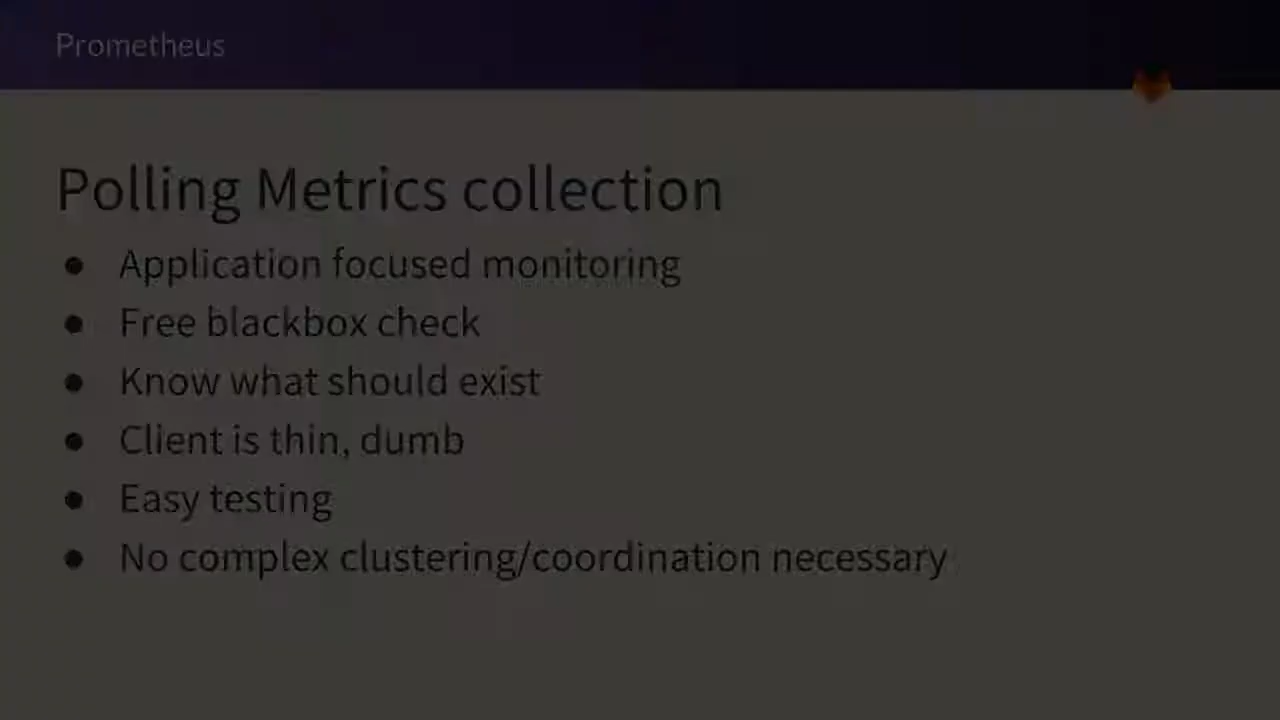 Prometheus
Polling Metrics collection
● Application focused monitoring
● Free blackbox check
● Know what should exist
● Client is thin, dumb
● Easy testing
● No complex clustering/coordination necessary